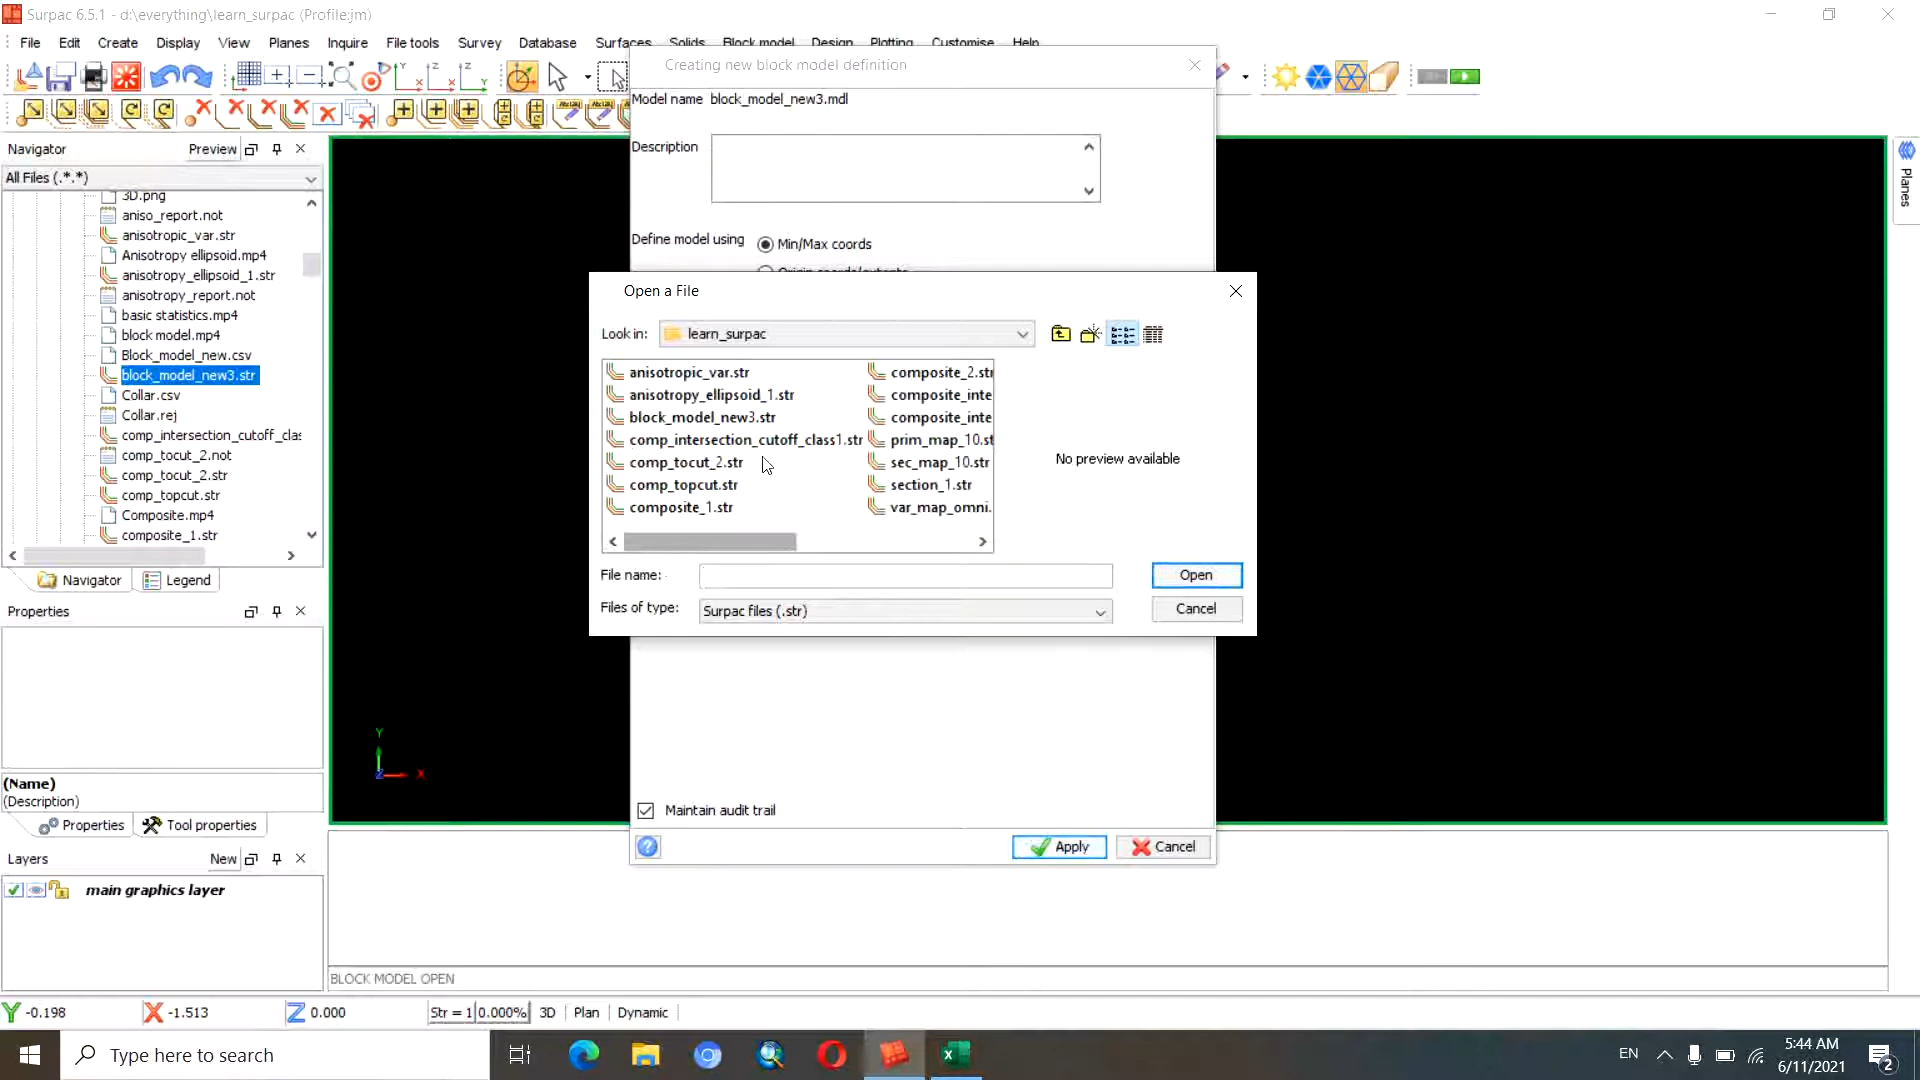 Surpac 6.5.1 - d:\everything\learn_surpac (Profile:jm)
File Edit Create Display View Planes Inquire File tools Survey Database Surfaces Solids Block model Design Plotting Customise Help
Creating new block model definition
Model name block_model_new3.mdl
Description
Define model using Min/Max coords
Navigator Preview
All Files (.*.*)
3D.png
aniso_report.not
anisotropic_var.str
Anisotropy ellipsoid.mp4
anisotropy_ellipsoid_1.str
anisotropy_report.not
basic statistics.mp4
block model.mp4
Block_model_new.csv
block_model_new3.str
Collar.csv
Collar.rej
comp_intersection_cutoff_clas
comp_tocut_2.not
comp_tocut_2.str
comp_topcut.str
Composite.mp4
composite_1.str
Navigator Legend
Properties
(Name)
(Description)
Properties Tool properties
Layers New
main graphics layer
Planes
Open a File
Look in: learn_surpac
anisotropic_var.str
anisotropy_ellipsoid_1.str
block_model_new3.str
comp_intersection_cutoff_class1.str
comp_tocut_2.str
comp_topcut.str
composite_1.str
composite_2.str
composite_inte
composite_inte
prim_map_10.st
sec_map_10.str
section_1.str
var_map_omni.
No preview available
File name:
Open
Files of type: Surpac files (.str)
Cancel
Y
Z X
Maintain audit trail
Apply Cancel
BLOCK MODEL OPEN
Y -0.198 X -1.513 Z 0.000 Str = 1 0.000% 3D Plan Dynamic
Type here to search
EN
5:44 AM
6/11/2021
2